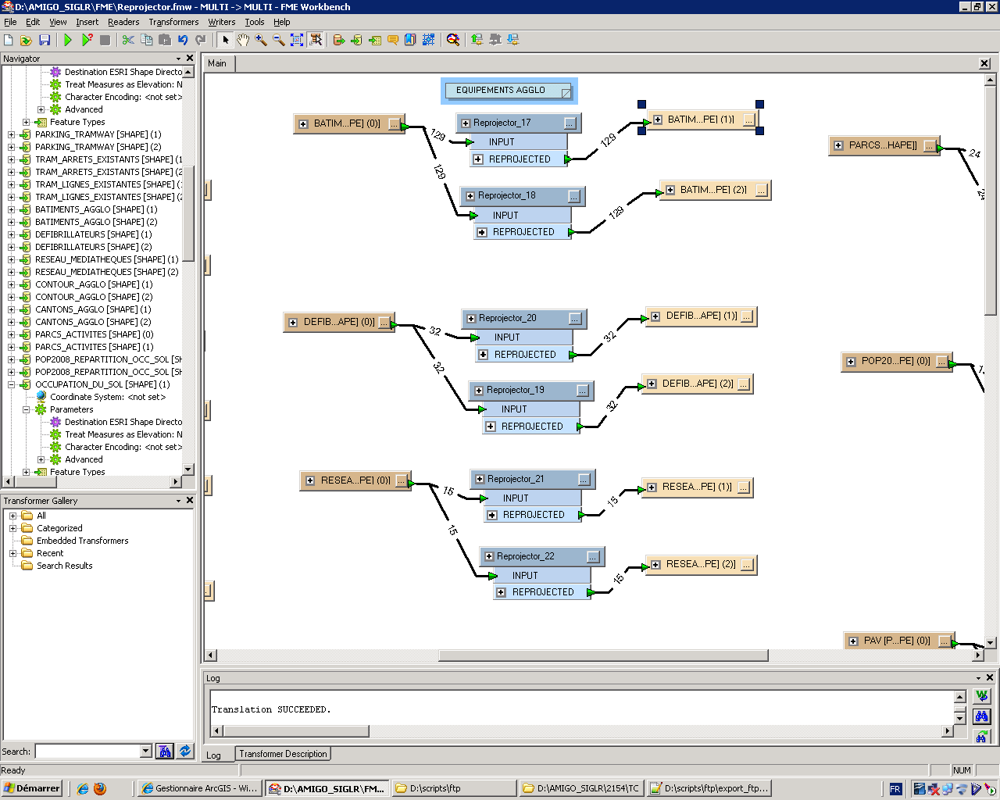 D:\AMIGO_SIGLR\FME\Reprojector.fmw - MULTI -> MULTI - FME Workbench
File Edit View Insert Readers Transformers Writers Tools Help
Navigator
Destination ESRI Shape Directo
Treat Measures as Elevation: N
Character Encoding: <not set>
Advanced
Feature Types
PARKING_TRAMWAY [SHAPE] (1)
PARKING_TRAMWAY [SHAPE] (2)
TRAM_ARRETS_EXISTANTS [SHAPE] (1
TRAM_ARRETS_EXISTANTS [SHAPE] (2
TRAM_LIGNES_EXISTANTES [SHAPE] (
TRAM_LIGNES_EXISTANTES [SHAPE] (2
BATIMENTS_AGGLO [SHAPE] (1)
BATIMENTS_AGGLO [SHAPE] (2)
DEFIBRILLATEURS [SHAPE] (1)
DEFIBRILLATEURS [SHAPE] (2)
RESEAU_MEDIATHEQUES [SHAPE] (1)
RESEAU_MEDIATHEQUES [SHAPE] (2)
CONTOUR_AGGLO [SHAPE] (1)
CONTOUR_AGGLO [SHAPE] (2)
CANTONS_AGGLO [SHAPE] (1)
CANTONS_AGGLO [SHAPE] (2)
PARCS_ACTIVITES [SHAPE] (0)
PARCS_ACTIVITES [SHAPE] (1)
POP2008_REPARTITION_OCC_SOL [SH
POP2008_REPARTITION_OCC_SOL [SH
OCCUPATION_DU_SOL [SHAPE] (1)
Coordinate System: <not set>
Parameters
Destination ESRI Shape Directo
Treat Measures as Elevation: N
Character Encoding: <not set>
Advanced
Feature Types
Transformer Gallery
All
Categorized
Embedded Transformers
Recent
Search Results
Search:
Main
EQUIPEMENTS AGGLO
BATIM...PE] (0)] ...
129
129
Reprojector_17 ...
INPUT
REPROJECTED
129
BATIM...PE] (1)] ...
Reprojector_18 ...
INPUT
REPROJECTED
129
BATIM...PE] (2)] ...
PARCS...HAPE]] ...
24
DEFIB...APE] (0)] ...
32
32
Reprojector_20 ...
INPUT
REPROJECTED
32
DEFIB...APE] (1)] ...
Reprojector_19 ...
INPUT
REPROJECTED
32
DEFIB...APE] (2)] ...
POP20...PE] (0)] ...
RESEA...PE] (0)] ...
15
15
Reprojector_21 ...
INPUT
REPROJECTED
15
RESEA...PE] (1)] ...
Reprojector_22 ...
INPUT
REPROJECTED
15
RESEA...PE] (2)] ...
PAV [P...PE] (0)] ...
Log
Translation SUCCEEDED.
Log Transformer Description
Ready
NUM
Démarrer
Gestionnaire ArcGIS - Wi...
D:\AMIGO_SIGLR\FM...
D:\scripts\ftp
D:\AMIGO_SIGLR\2154\TC
D:\scripts\ftp\export_ftp...
FR